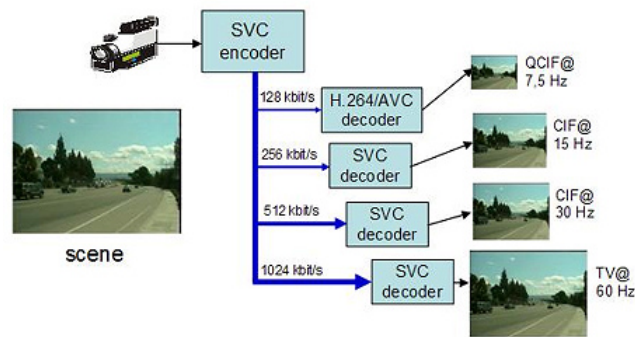 SVC
encoder
128 kbit/s
H.264/AVC
decoder
QCIF@
7,5 Hz
256 kbit/s
SVC
decoder
CIF@
15 Hz
512 kbit/s
SVC
decoder
CIF@
30 Hz
scene
1024 kbit/s
SVC
decoder
TV@
60 Hz